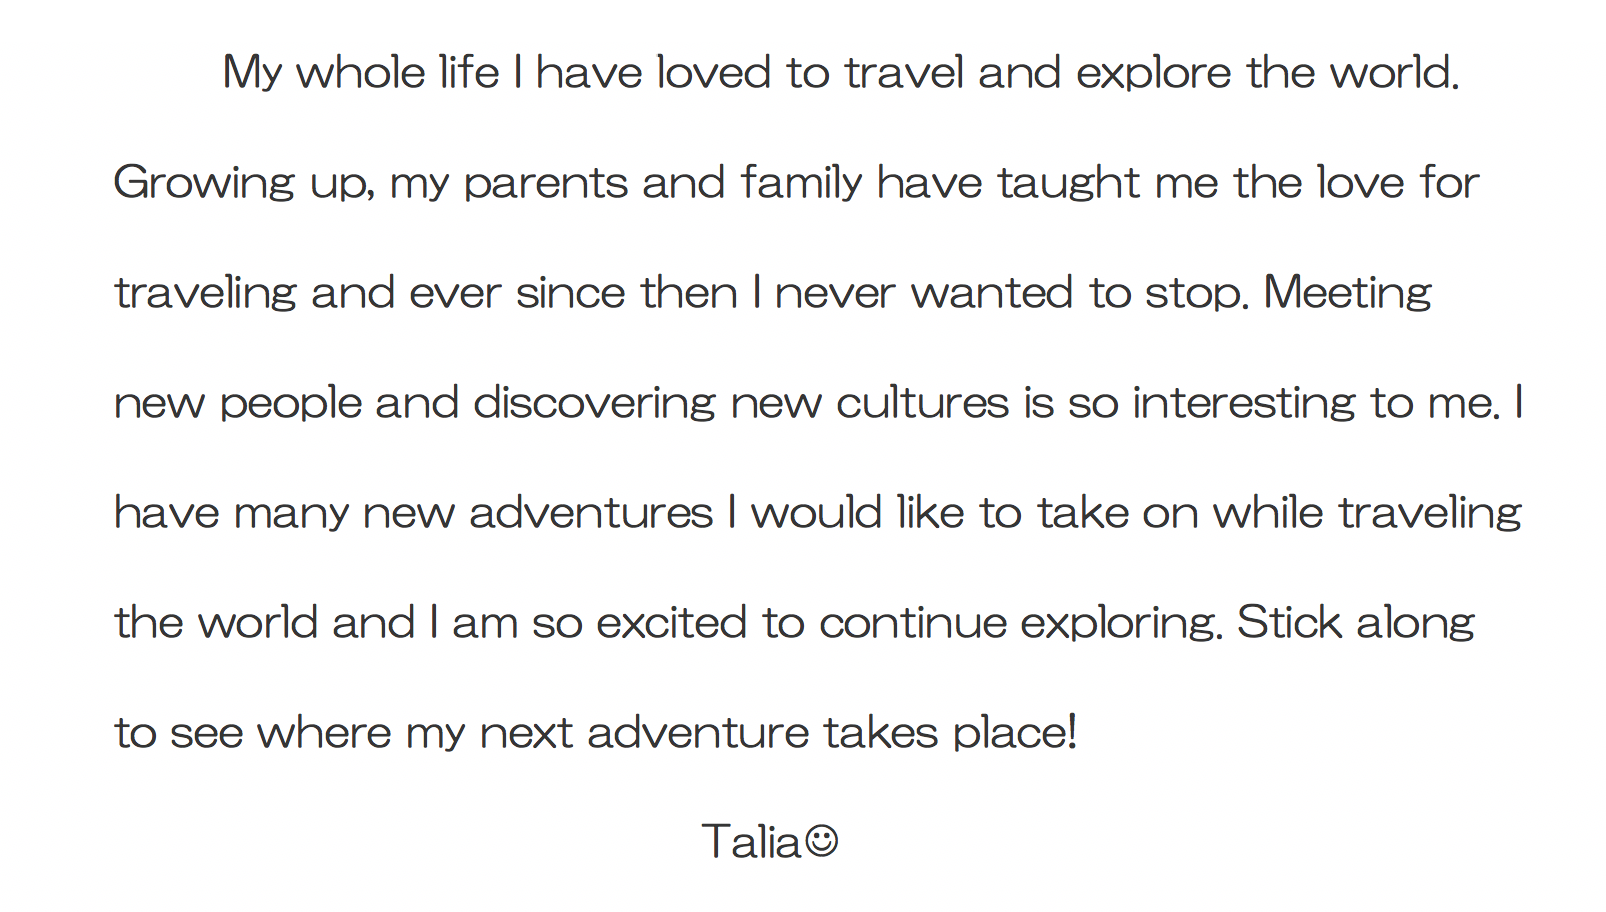 My whole life I have loved to travel and explore the world.
Growing up, my parents and family have taught me the love for
traveling and ever since then I never wanted to stop. Meeting
new people and discovering new cultures is so interesting to me. I
have many new adventures I would like to take on while traveling
the world and I am so excited to continue exploring. Stick along
to see where my next adventure takes place!
Talia☺